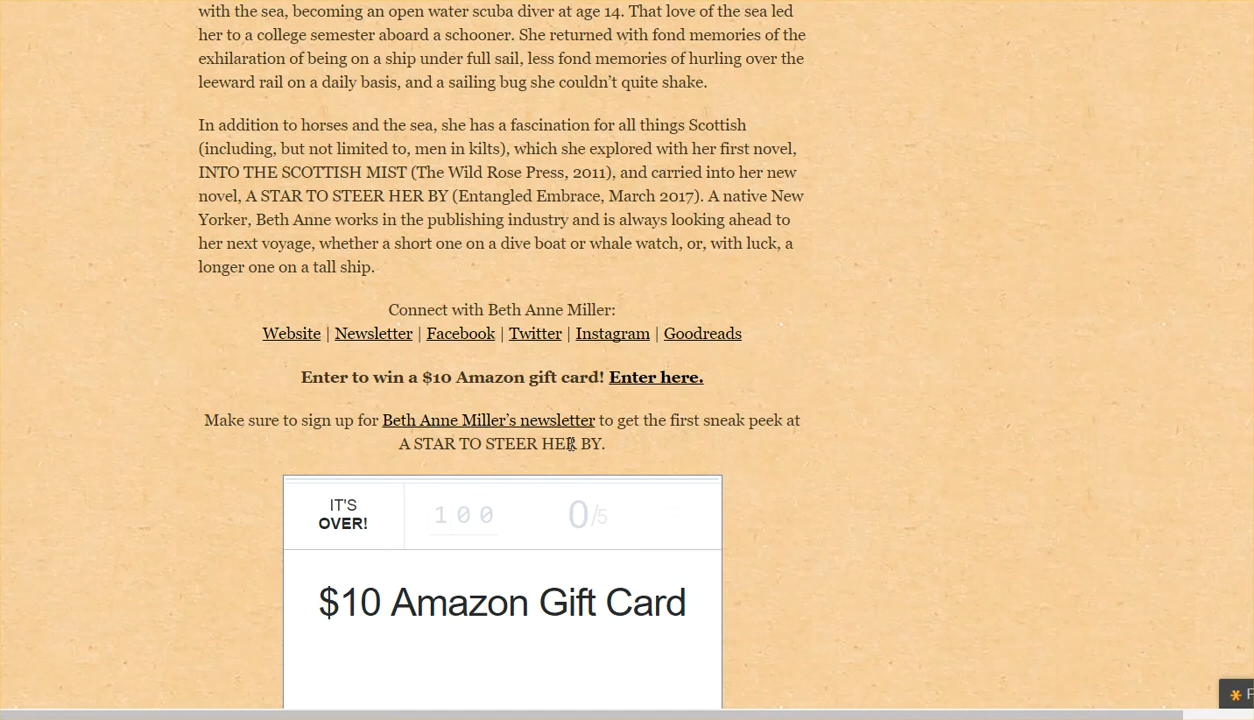 with the sea, becoming an open water scuba diver at age 14. That love of the sea led
her to a college semester aboard a schooner. She returned with fond memories of the
exhilaration of being on a ship under full sail, less fond memories of hurling over the
leeward rail on a daily basis, and a sailing bug she couldn’t quite shake.
In addition to horses and the sea, she has a fascination for all things Scottish
(including, but not limited to, men in kilts), which she explored with her first novel,
INTO THE SCOTTISH MIST (The Wild Rose Press, 2011), and carried into her new
novel, A STAR TO STEER HER BY (Entangled Embrace, March 2017). A native New
Yorker, Beth Anne works in the publishing industry and is always looking ahead to
her next voyage, whether a short one on a dive boat or whale watch, or, with luck, a
longer one on a tall ship.
Connect with Beth Anne Miller:
Website | Newsletter | Facebook | Twitter | Instagram | Goodreads
Enter to win a $10 Amazon gift card! Enter here.
Make sure to sign up for Beth Anne Miller’s newsletter to get the first sneak peek at
A STAR TO STEER HER BY.
IT'S
OVER!
100
0/5
$10 Amazon Gift Card
F